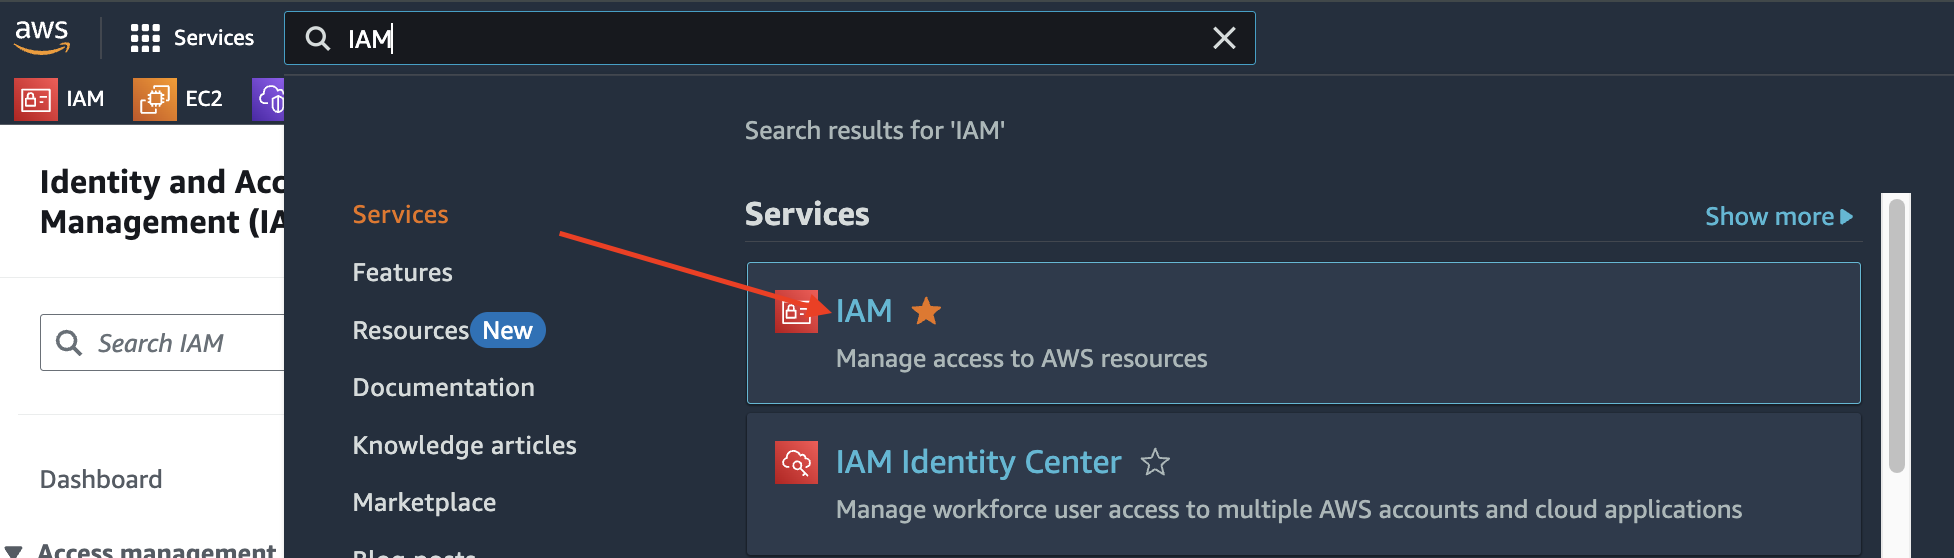 aws
Services
IAM
IAM
EC2
Search results for 'IAM'
Identity and Acc
Management (IA
Search IAM
Dashboard
Access management
Services
Features
Resources New
Documentation
Knowledge articles
Marketplace
Blog posts
Services
Show more
IAM
Manage access to AWS resources
IAM Identity Center
Manage workforce user access to multiple AWS accounts and cloud applications